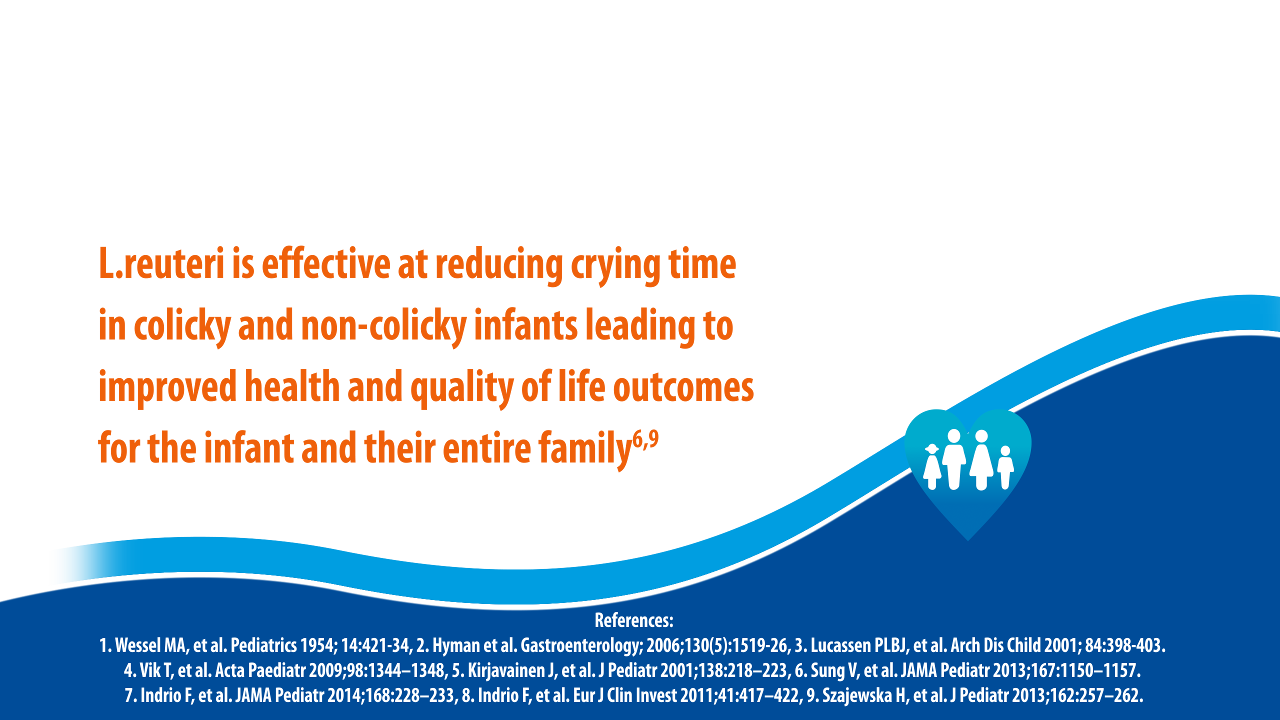 L.reuteri is effective at reducing crying time
in colicky and non-colicky infants leading to
improved health and quality of life outcomes
for the infant and their entire family6,9
References:
1. Wessel MA, et al. Pediatrics 1954; 14:421-34, 2. Hyman et al. Gastroenterology; 2006;130(5):1519-26, 3. Lucassen PLBJ, et al. Arch Dis Child 2001; 84:398-403.
4. Vik T, et al. Acta Paediatr 2009;98:1344–1348, 5. Kirjavainen J, et al. J Pediatr 2001;138:218–223, 6. Sung V, et al. JAMA Pediatr 2013;167:1150–1157.
7. Indrio F, et al. JAMA Pediatr 2014;168:228–233, 8. Indrio F, et al. Eur J Clin Invest 2011;41:417–422, 9. Szajewska H, et al. J Pediatr 2013;162:257–262.